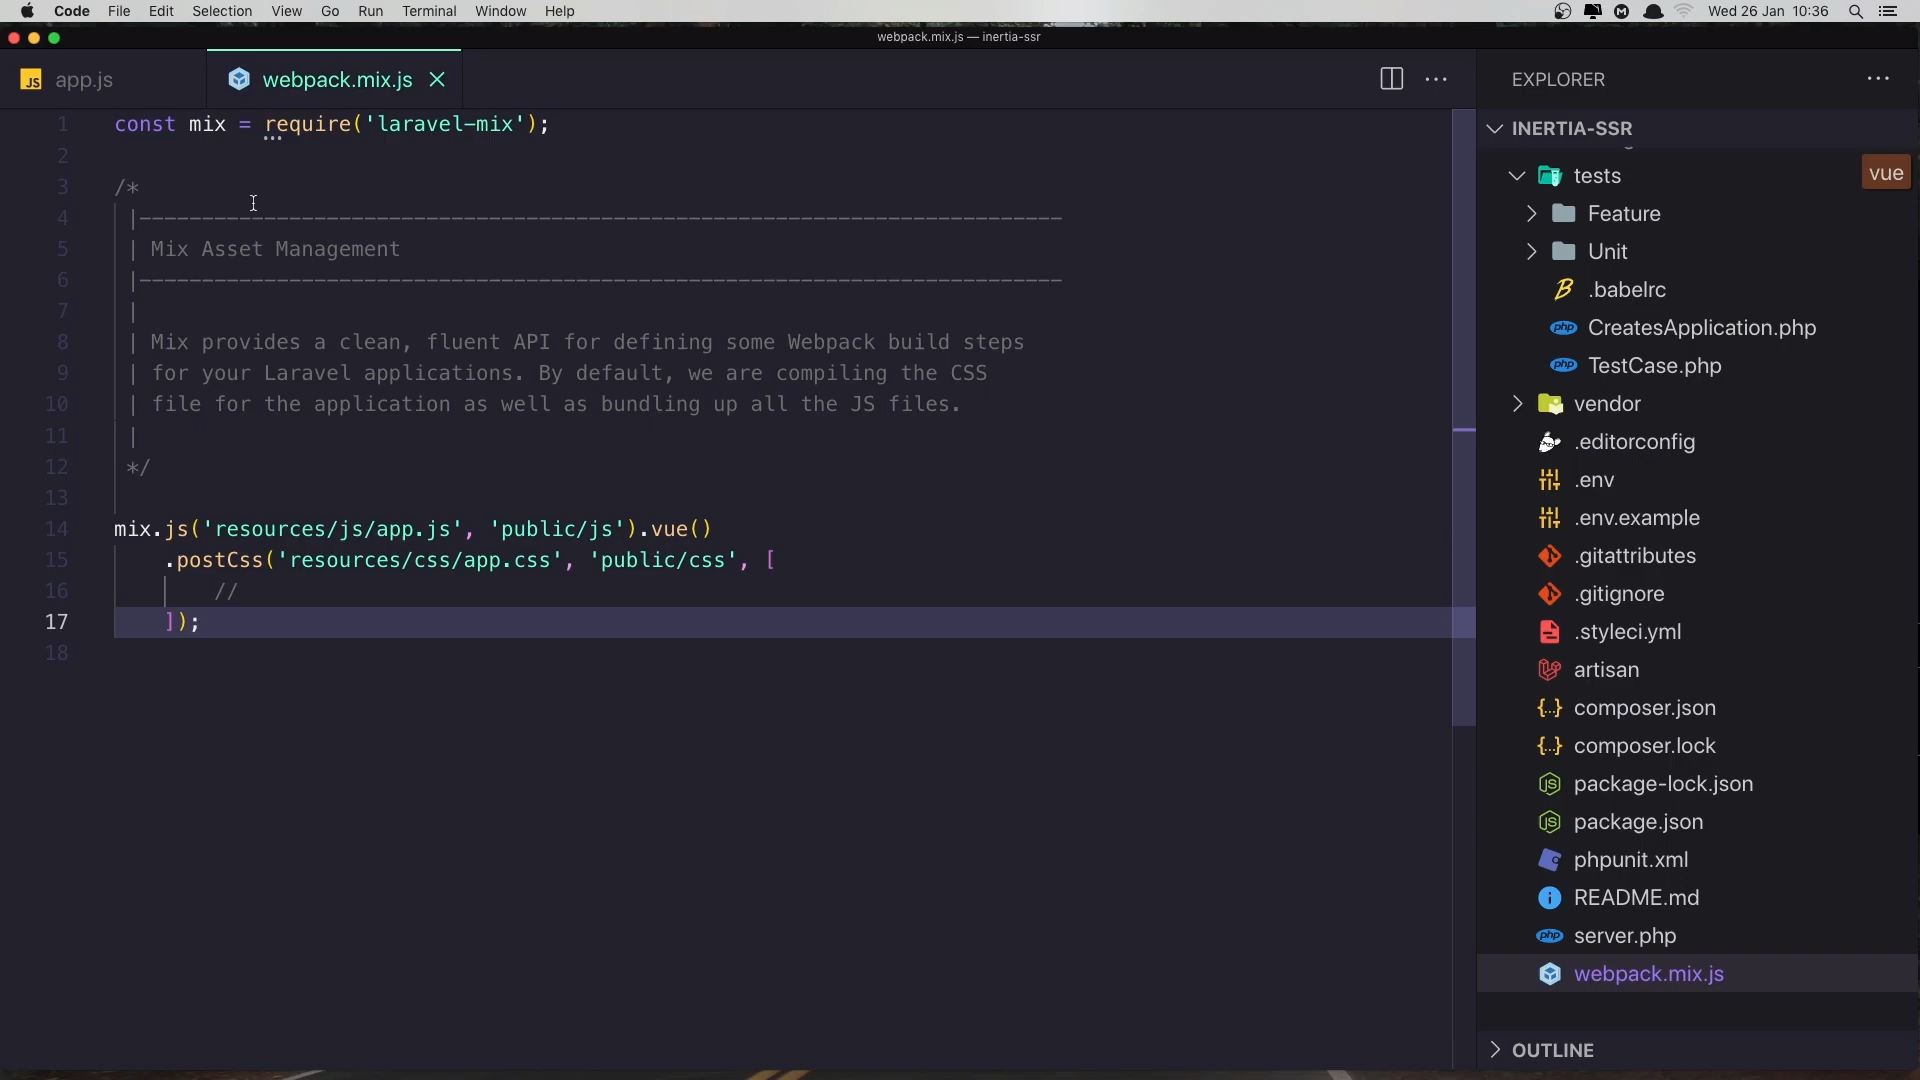 Code File Edit Selection View Go Run Terminal Window Help Wed 26 Jan 10:36
webpack.mix.js — inertia-ssr
JS app.js webpack.mix.js
1 const mix = require('laravel-mix');
2
3 /*
4 |--------------------------------------------------------------------------
5 | Mix Asset Management
6 |--------------------------------------------------------------------------
7 |
8 | Mix provides a clean, fluent API for defining some Webpack build steps
9 | for your Laravel applications. By default, we are compiling the CSS
10 | file for the application as well as bundling up all the JS files.
11 |
12 */
13
14 mix.js('resources/js/app.js', 'public/js').vue()
15 .postCss('resources/css/app.css', 'public/css', [
16 //
17 ]);
18
EXPLORER
INERTIA-SSR
tests
vue
Feature
Unit
.babelrc
php CreatesApplication.php
php TestCase.php
vendor
.editorconfig
.env
.env.example
.gitattributes
.gitignore
.styleci.yml
artisan
{..} composer.json
{..} composer.lock
JS package-lock.json
JS package.json
phpunit.xml
README.md
php server.php
webpack.mix.js
OUTLINE